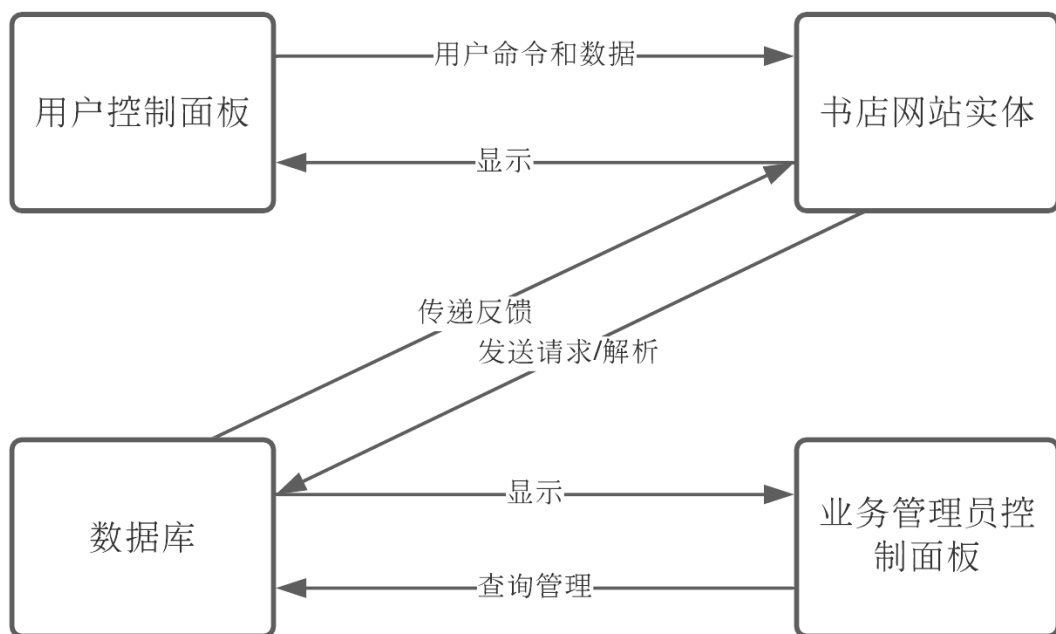 用户命令和数据
用户控制面板
书店网站实体
显示
传递反馈
发送请求/解析
显示
数据库
业务管理员控
制面板
查询管理